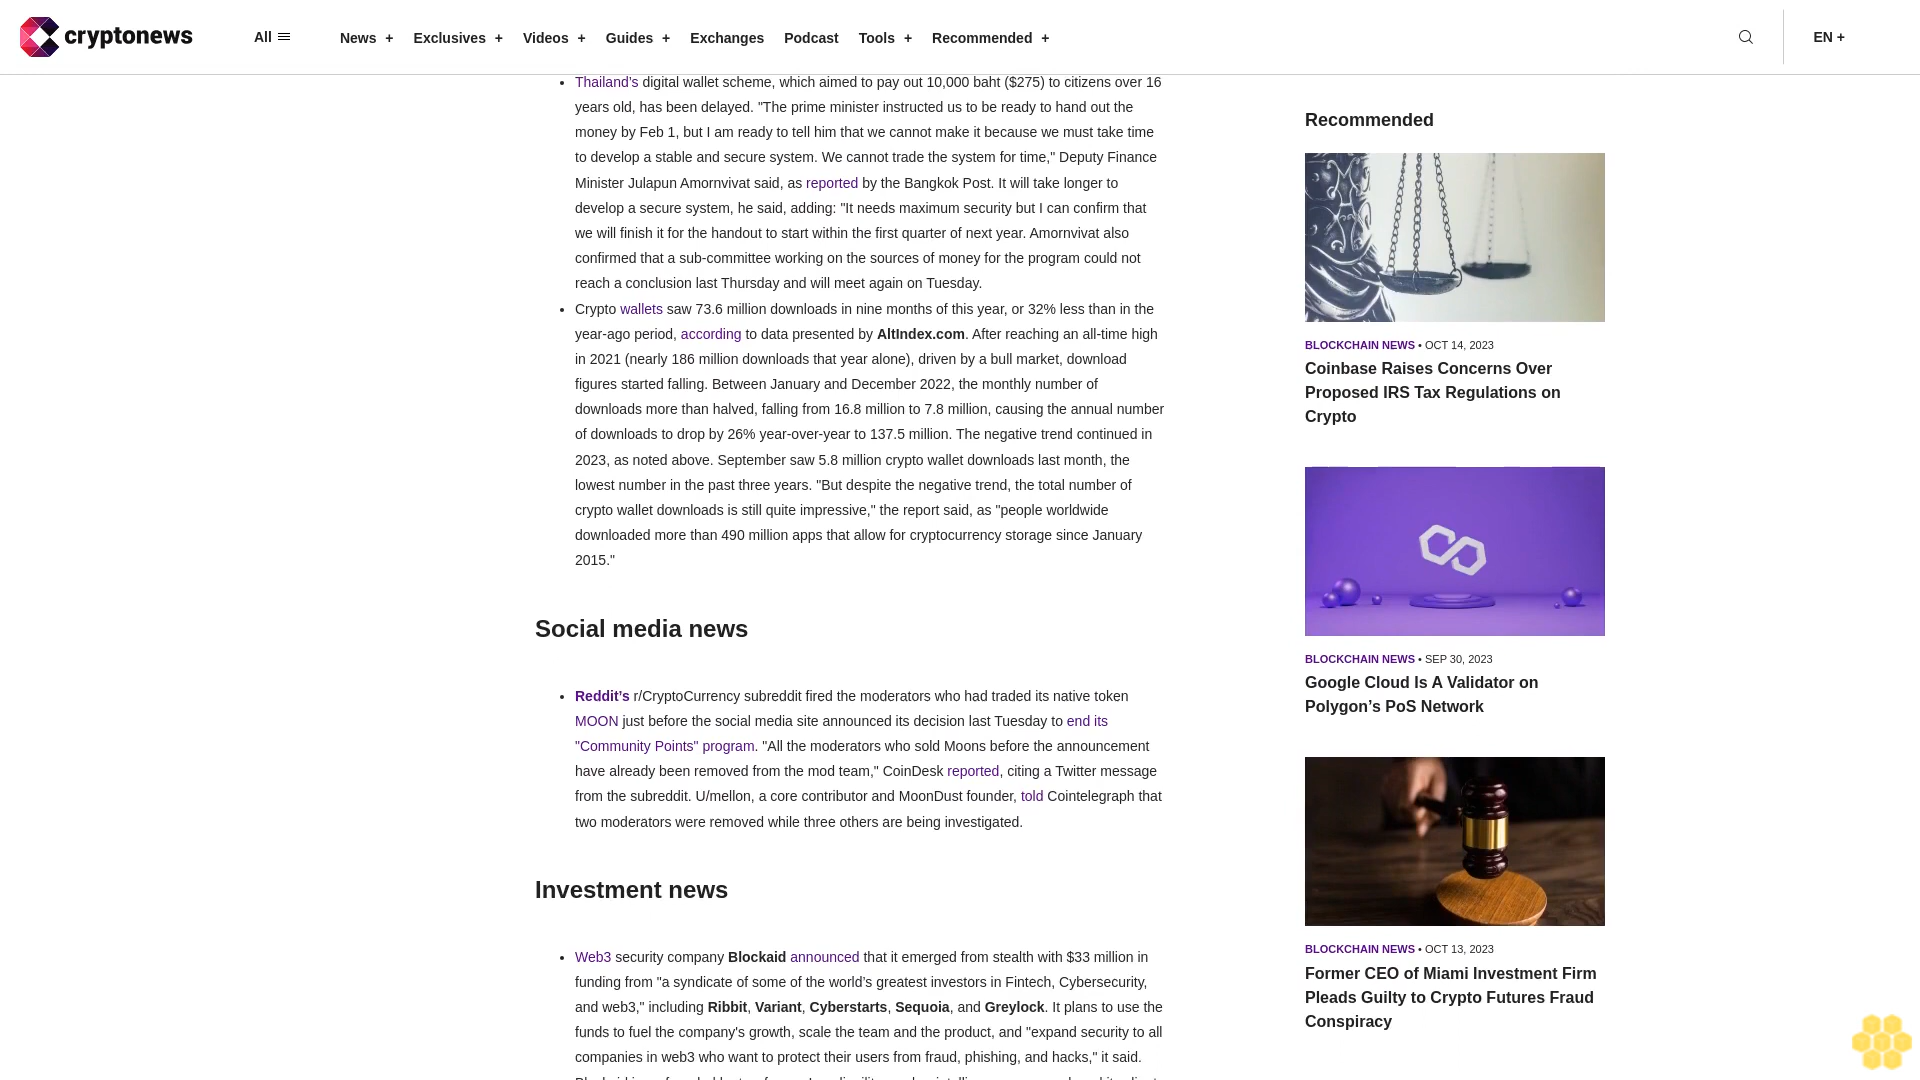 cryptonews
All
News +
Exclusives +
Videos +
Guides +
Exchanges
Podcast
Tools +
Recommended +
EN +
Thailand’s digital wallet scheme, which aimed to pay out 10,000 baht ($275) to citizens over 16
years old, has been delayed. "The prime minister instructed us to be ready to hand out the
money by Feb 1, but I am ready to tell him that we cannot make it because we must take time
to develop a stable and secure system. We cannot trade the system for time," Deputy Finance
Minister Julapun Amornvivat said, as reported by the Bangkok Post. It will take longer to
develop a secure system, he said, adding: "It needs maximum security but I can confirm that
we will finish it for the handout to start within the first quarter of next year. Amornvivat also
confirmed that a sub-committee working on the sources of money for the program could not
reach a conclusion last Thursday and will meet again on Tuesday.
Crypto wallets saw 73.6 million downloads in nine months of this year, or 32% less than in the
year-ago period, according to data presented by AltIndex.com. After reaching an all-time high
in 2021 (nearly 186 million downloads that year alone), driven by a bull market, download
figures started falling. Between January and December 2022, the monthly number of
downloads more than halved, falling from 16.8 million to 7.8 million, causing the annual number
of downloads to drop by 26% year-over-year to 137.5 million. The negative trend continued in
2023, as noted above. September saw 5.8 million crypto wallet downloads last month, the
lowest number in the past three years. "But despite the negative trend, the total number of
crypto wallet downloads is still quite impressive," the report said, as "people worldwide
downloaded more than 490 million apps that allow for cryptocurrency storage since January
2015."
Social media news
Reddit’s r/CryptoCurrency subreddit fired the moderators who had traded its native token
MOON just before the social media site announced its decision last Tuesday to end its
"Community Points" program. "All the moderators who sold Moons before the announcement
have already been removed from the mod team," CoinDesk reported, citing a Twitter message
from the subreddit. U/mellon, a core contributor and MoonDust founder, told Cointelegraph that
two moderators were removed while three others are being investigated.
Investment news
Web3 security company Blockaid announced that it emerged from stealth with $33 million in
funding from "a syndicate of some of the world’s greatest investors in Fintech, Cybersecurity,
and web3," including Ribbit, Variant, Cyberstarts, Sequoia, and Greylock. It plans to use the
funds to fuel the company's growth, scale the team and the product, and "expand security to all
companies in web3 who want to protect their users from fraud, phishing, and hacks," it said.
Recommended
BLOCKCHAIN NEWS • OCT 14, 2023
Coinbase Raises Concerns Over
Proposed IRS Tax Regulations on
Crypto
BLOCKCHAIN NEWS • SEP 30, 2023
Google Cloud Is A Validator on
Polygon’s PoS Network
BLOCKCHAIN NEWS • OCT 13, 2023
Former CEO of Miami Investment Firm
Pleads Guilty to Crypto Futures Fraud
Conspiracy